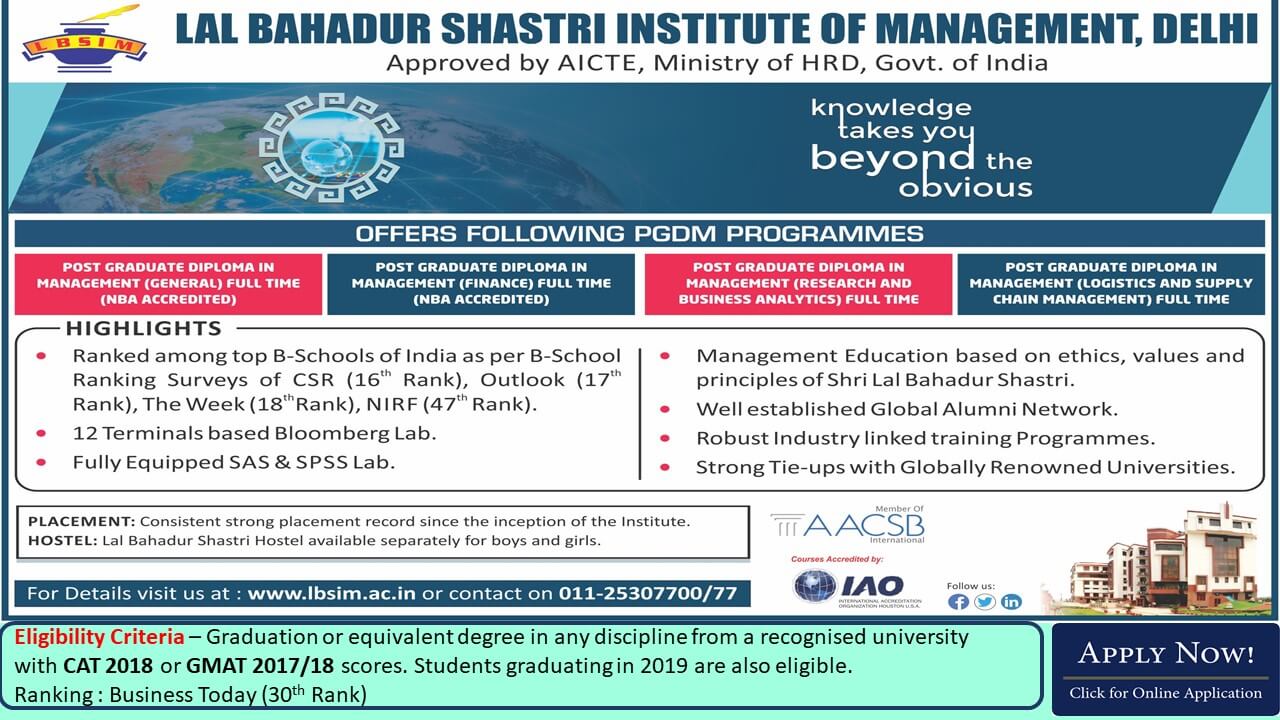 LBSIM
LAL BAHADUR SHASTRI INSTITUTE OF MANAGEMENT, DELHI
Approved by AICTE, Ministry of HRD, Govt. of India
knowledge
takes you
beyond the
obvious
OFFERS FOLLOWING PGDM PROGRAMMES
POST GRADUATE DIPLOMA IN
MANAGEMENT (GENERAL) FULL TIME
(NBA ACCREDITED)
POST GRADUATE DIPLOMA IN
MANAGEMENT (FINANCE) FULL TIME
(NBA ACCREDITED)
POST GRADUATE DIPLOMA IN
MANAGEMENT (RESEARCH AND
BUSINESS ANALYTICS) FULL TIME
POST GRADUATE DIPLOMA IN
MANAGEMENT (LOGISTICS AND SUPPLY
CHAIN MANAGEMENT) FULL TIME
HIGHLIGHTS
• Ranked among top B-Schools of India as per B-School
Ranking Surveys of CSR (16th Rank), Outlook (17th
Rank), The Week (18thRank), NIRF (47th Rank).
• 12 Terminals based Bloomberg Lab.
• Fully Equipped SAS & SPSS Lab.
• Management Education based on ethics, values and
principles of Shri Lal Bahadur Shastri.
• Well established Global Alumni Network.
• Robust Industry linked training Programmes.
• Strong Tie-ups with Globally Renowned Universities.
PLACEMENT: Consistent strong placement record since the inception of the Institute.
HOSTEL: Lal Bahadur Shastri Hostel available separately for boys and girls.
For Details visit us at : www.lbsim.ac.in or contact on 011-25307700/77
Member Of
AACSB
International
Courses Accredited by:
IAO
INTERNATIONAL ACCREDITATION
ORGANIZATION HOUSTON U.S.A.
Follow us:
Eligibility Criteria – Graduation or equivalent degree in any discipline from a recognised university
with CAT 2018 or GMAT 2017/18 scores. Students graduating in 2019 are also eligible.
Ranking : Business Today (30th Rank)
APPLY NOW!
Click for Online Application